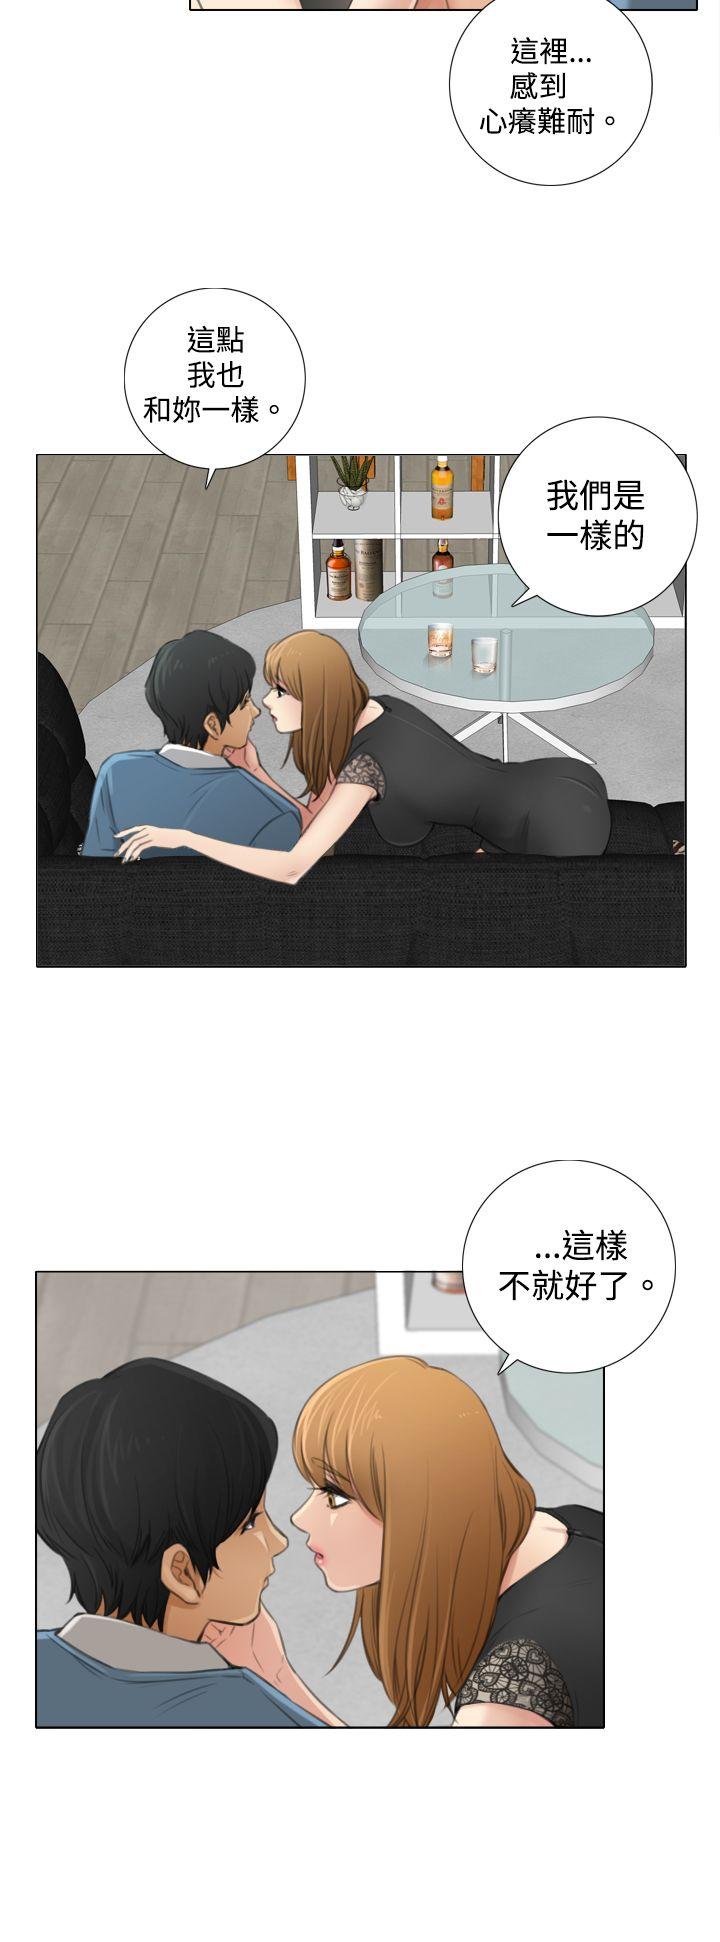 這裡...
感到
心癢難耐。
這點
我也
和妳一樣。
我們是
一樣的
...這樣
不就好了。